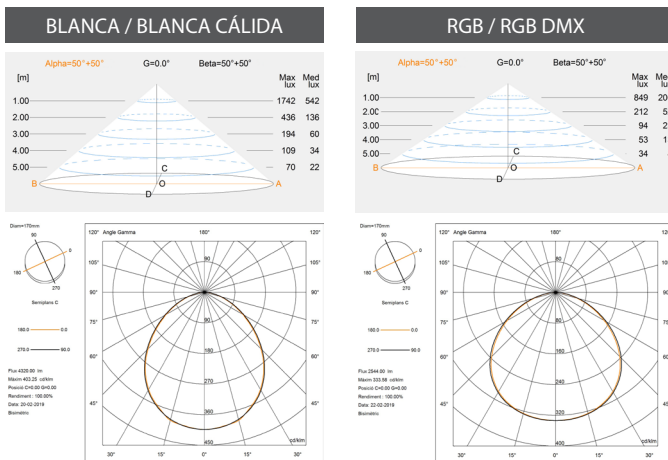 BLANCA / BLANCA CÁLIDA
Alpha=50°+50° G=0.0° Beta=50°+50°
[m] Max lux Med lux
1.00 1742 542
2.00 436 136
3.00 194 60
4.00 109 34
5.00 70 22
C
B O A
D
Diam=170mm
90
0
180
270
Semiplans C
180.0 0.0
270.0 90.0
Flux 4320.00 lm
Màxim 403.25 cd/klm
Posició C=0.00 G=0.00
Rendiment : 100.00%
Data: 20-02-2018
Bisimètric
120° Angle Gamma 180° 120°
105° 90 105°
90° 90°
75° 90 75°
60° 180 60°
270
45° 360 45°
450 cd/klm
30° 15° 0° 15° 30°
RGB / RGB DMX
Alpha=50°+50° G=0.0° Beta=50°+50°
[m] Max lux
1.00 849
2.00 212
3.00 94
4.00 53
5.00 34
C
B O A
D
Diam=170mm
90
0
180
270
Semiplans C
180.0 0.0
270.0 90.0
Flux 2544.00 lm
Màxim 333.58 cd/klm
Posició C=0.00 G=0.00
Rendiment : 100.00%
Data: 22-02-2018
Bisimètric
120° Angle Gamma 180°
105° 80
90°
75° 80
60° 160
240
45° 320
400 cd/klm
30° 15° 0° 15° 30°